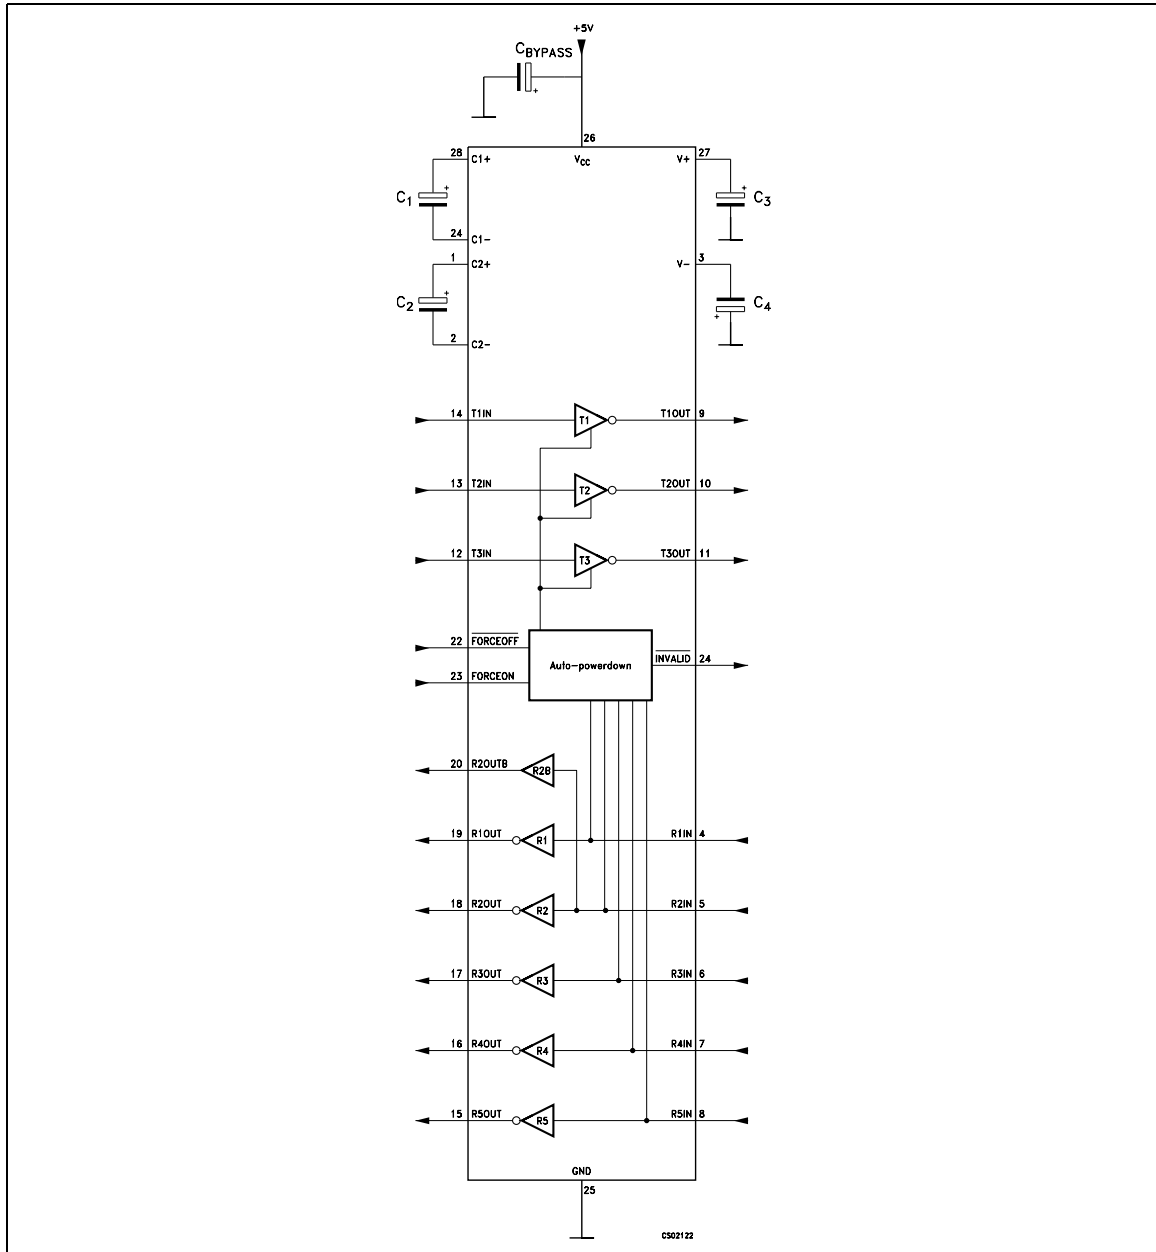 +5V
CBYPASS
26
28 C1+ VCC V+ 27
C1 C3
24 C1-
1 C2+ V- 3
C2 C4
2 C2-
14 T1IN T1 T1OUT 9
13 T2IN T2 T2OUT 10
12 T3IN T3 T3OUT 11
22 FORCEOFF
Auto-powerdown INVALID 24
23 FORCEON
20 R2OUTB R2B
19 R1OUT R1 R1IN 4
18 R2OUT R2 R2IN 5
17 R3OUT R3 R3IN 6
16 R4OUT R4 R4IN 7
15 R5OUT R5 R5IN 8
GND
25
CS02122